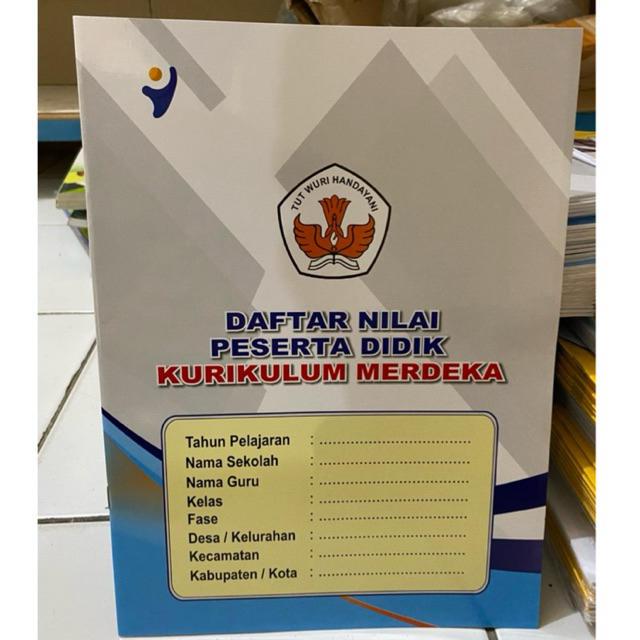 TUT WURI HANDAYANI
DAFTAR NILAI
PESERTA DIDIK
KURIKULUM MERDEKA
Tahun Pelajaran : ........................................
Nama Sekolah : ........................................
Nama Guru : ........................................
Kelas : ........................................
Fase : ........................................
Desa / Kelurahan : ........................................
Kecamatan : ........................................
Kabupaten / Kota : ........................................